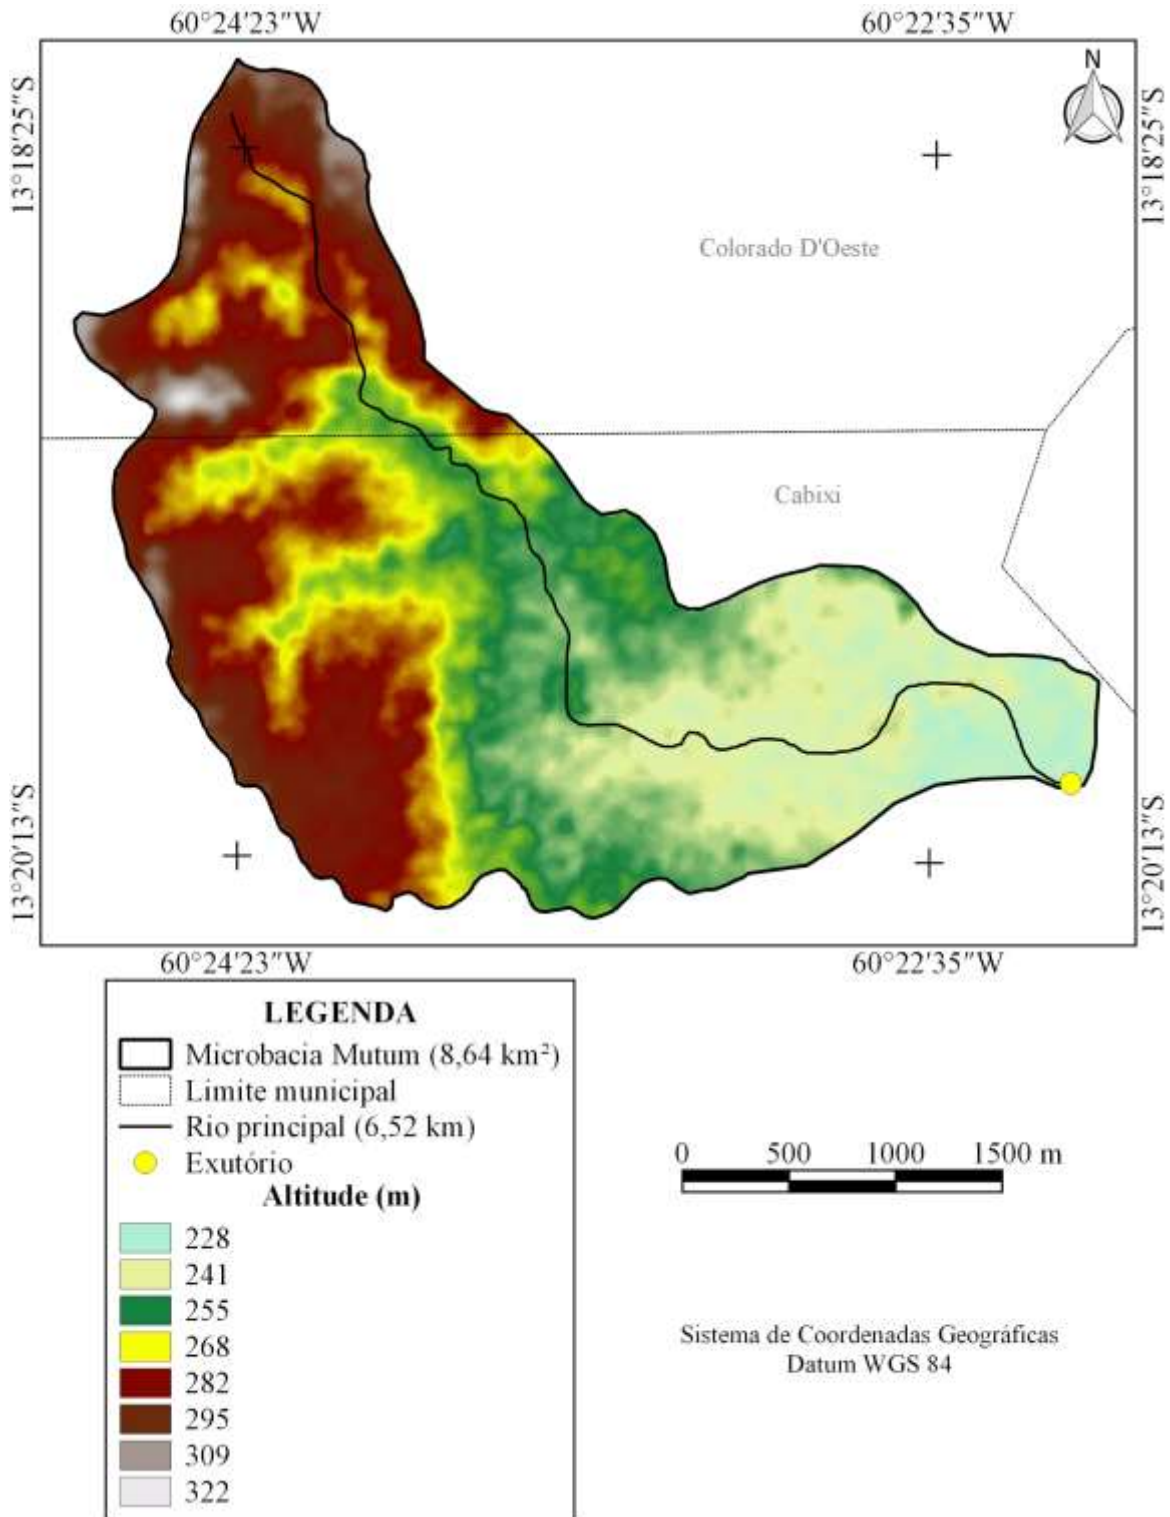 60°24'23"W 60°22'35"W
N
13°18'25"S
13°18'25"S
Colorado D'Oeste
Cabixi
13°20'13"S
13°20'13"S
60°24'23"W 60°22'35"W
LEGENDA
Microbacia Mutum (8,64 km²)
Limite municipal
Rio principal (6,52 km)
Exutório
Altitude (m)
228
241
255
268
282
295
309
322
0 500 1000 1500 m
Sistema de Coordenadas Geográficas
Datum WGS 84